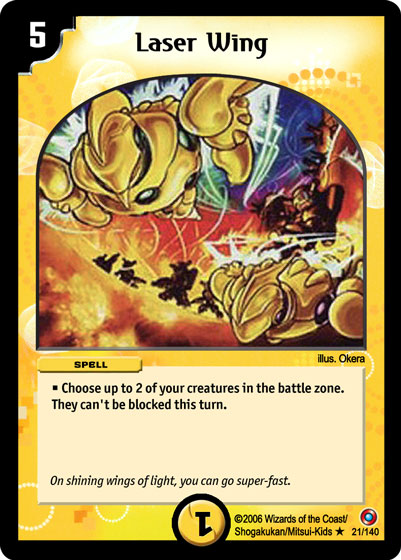 5
Laser Wing
illus. Okera
SPELL
▪ Choose up to 2 of your creatures in the battle zone.
They can't be blocked this turn.
On shining wings of light, you can go super-fast.
1
©2006 Wizards of the Coast/
Shogakukan/Mitsui-Kids ★ 21/140